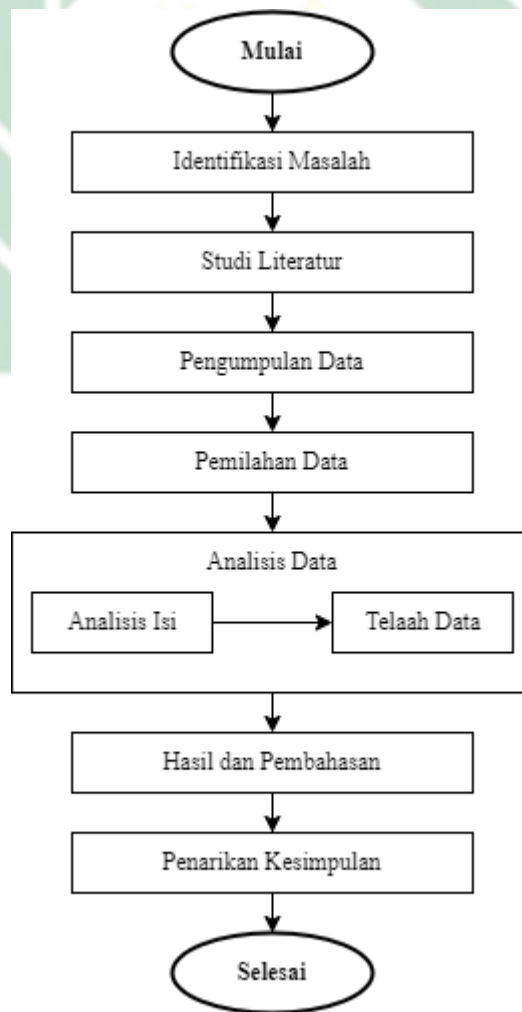 Mulai
Identifikasi Masalah
Studi Literatur
Pengumpulan Data
Pemilahan Data
Analisis Data
Analisis Isi
Telaah Data
Hasil dan Pembahasan
Penarikan Kesimpulan
Selesai